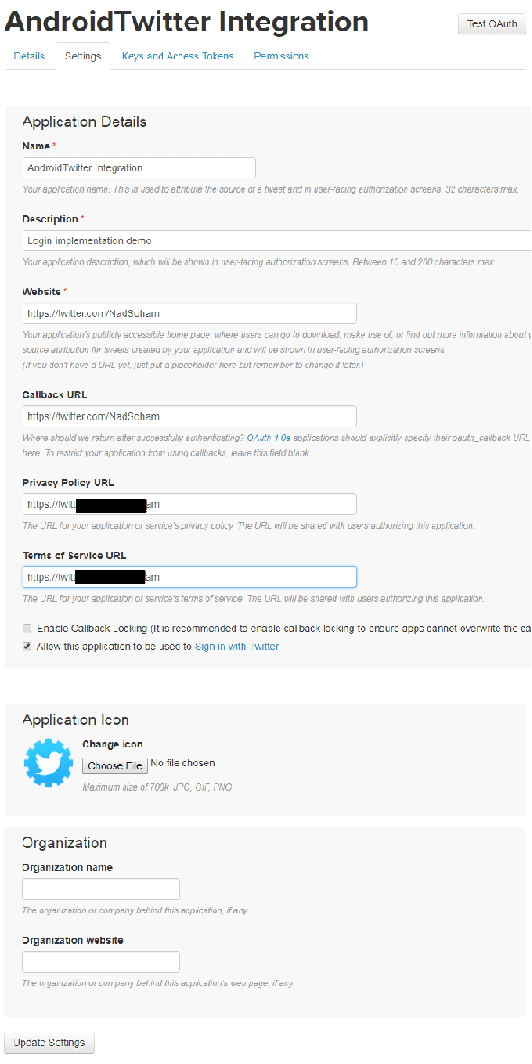 AndroidTwitter Integration
Test OAuth
Details Settings Keys and Access Tokens Permissions
Application Details
Name *
AndroidTwitter Integration
Your application name. This is used to attribute the source of a tweet and in user-facing authorization screens. 32 characters max.
Description *
Login implementation demo
Your application description, which will be shown in user-facing authorization screens. Between 10 and 200 characters max.
Website *
https://twitter.com/NadSoham
Your application's publicly accessible home page, where users can go to download, make use of, or find out more information about y
source attribution for tweets created by your application and will be shown in user-facing authorization screens.
(If you don't have a URL yet, just put a placeholder here but remember to change it later.)
Callback URL
https://twitter.com/NadSoham
Where should we return after successfully authenticating? OAuth 1.0a applications should explicitly specify their oauth_callback URL
here. To restrict your application from using callbacks, leave this field blank.
Privacy Policy URL
https://twitt am
The URL for your application or service's privacy policy. The URL will be shared with users authorizing this application.
Terms of Service URL
https://twitt am
The URL for your application or service's terms of service. The URL will be shared with users authorizing this application.
Enable Callback Locking (It is recommended to enable callback locking to ensure apps cannot overwrite the ca
Allow this application to be used to Sign in with Twitter
Application Icon
Change icon
Choose File No file chosen
Maximum size of 700k. JPG, GIF, PNG.
Organization
Organization name
The organization or company behind this application, if any.
Organization website
The organization or company behind this application's web page, if any.
Update Settings